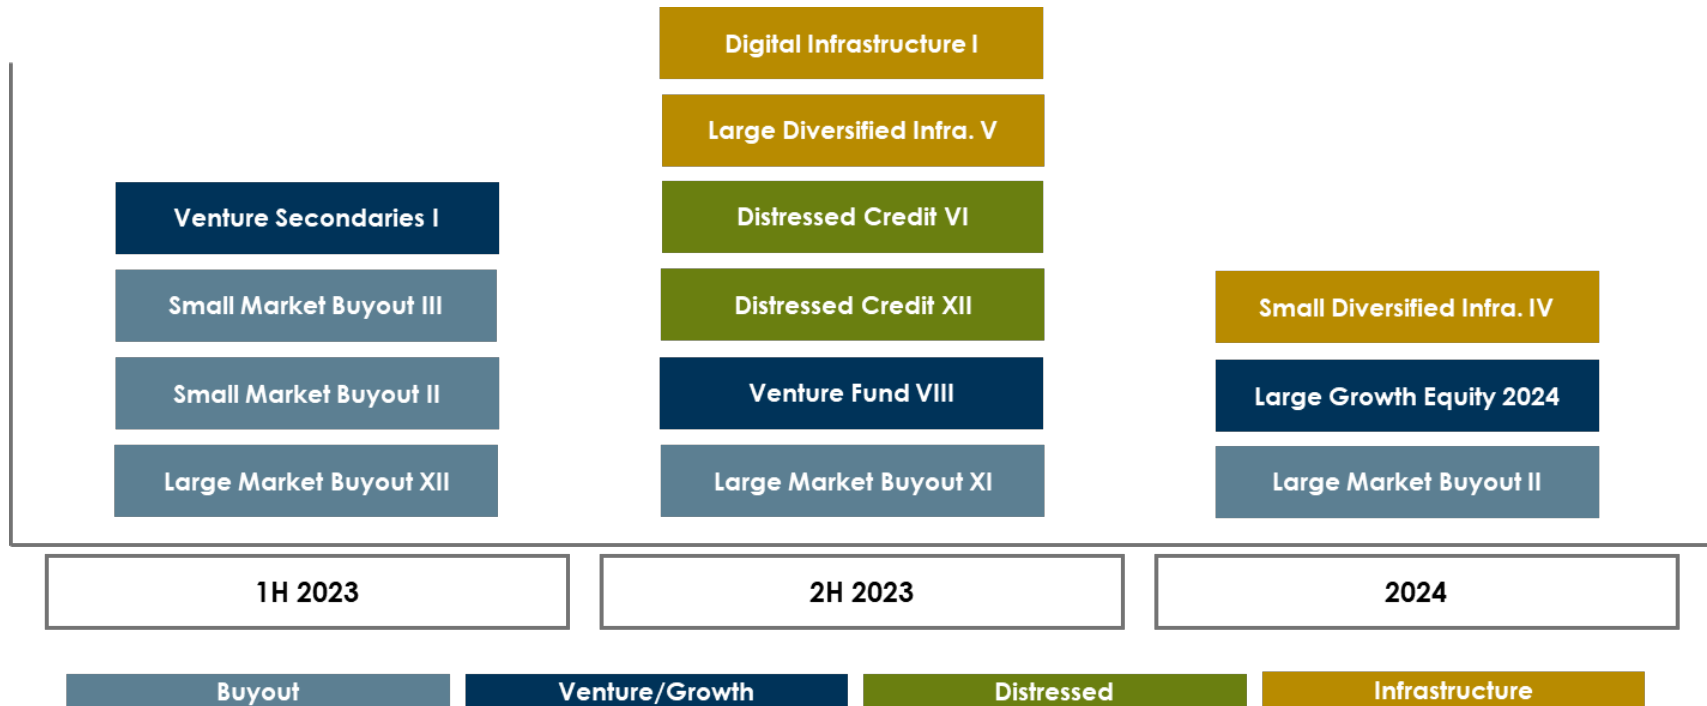 Digital Infrastructure I
Large Diversified Infra. V
Venture Secondaries I
Distressed Credit VI
Small Market Buyout III
Distressed Credit XII
Small Diversified Infra. IV
Small Market Buyout II
Venture Fund VIII
Large Growth Equity 2024
Large Market Buyout XII
Large Market Buyout XI
Large Market Buyout II
1H 2023
2H 2023
2024
Buyout
Venture/Growth
Distressed
Infrastructure